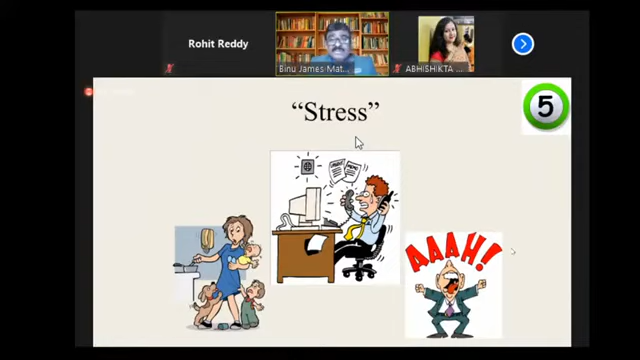 Rohit Reddy
Binu James Mat...
ABHISHIKTA ...
“Stress”
5
AAAH!